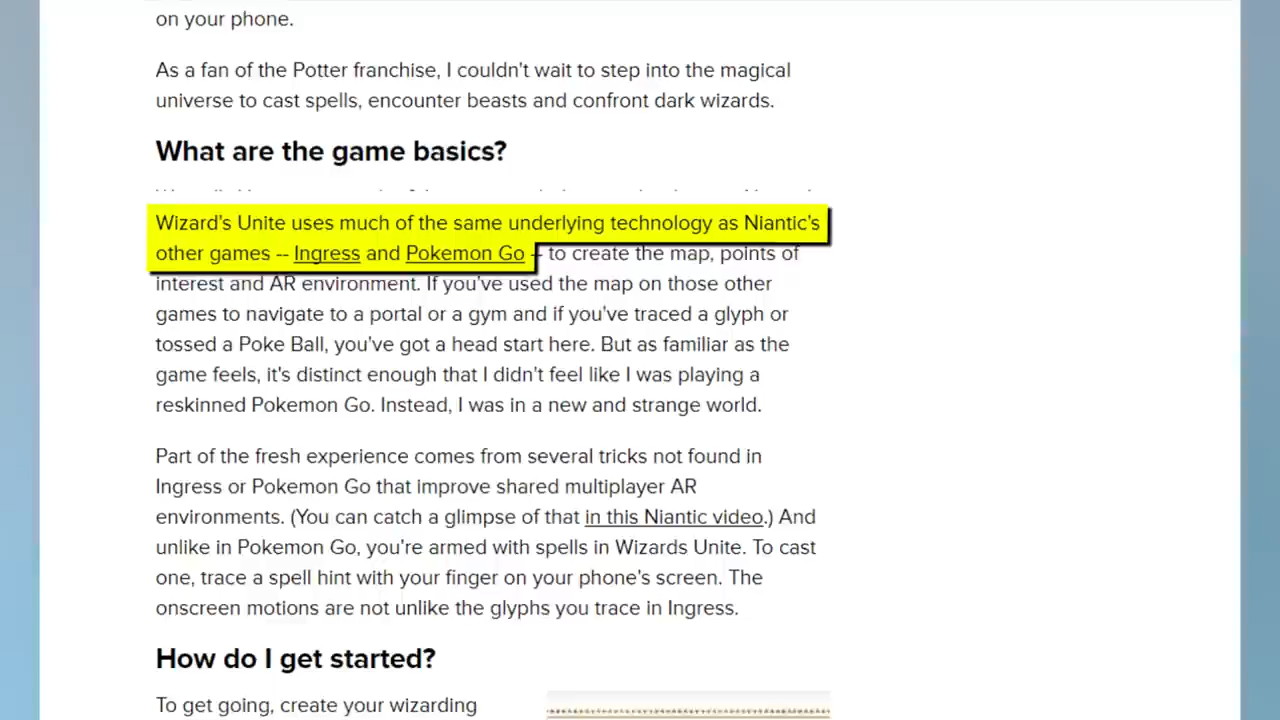 on your phone.
As a fan of the Potter franchise, I couldn't wait to step into the magical
universe to cast spells, encounter beasts and confront dark wizards.
What are the game basics?
Wizard's Unite uses much of the same underlying technology as Niantic's
other games -- Ingress and Pokemon Go - to create the map, points of
interest and AR environment. If you've used the map on those other
games to navigate to a portal or a gym and if you've traced a glyph or
tossed a Poke Ball, you've got a head start here. But as familiar as the
game feels, it's distinct enough that I didn't feel like I was playing a
reskinned Pokemon Go. Instead, I was in a new and strange world.
Part of the fresh experience comes from several tricks not found in
Ingress or Pokemon Go that improve shared multiplayer AR
environments. (You can catch a glimpse of that in this Niantic video.) And
unlike in Pokemon Go, you're armed with spells in Wizards Unite. To cast
one, trace a spell hint with your finger on your phone's screen. The
onscreen motions are not unlike the glyphs you trace in Ingress.
How do I get started?
To get going, create your wizarding